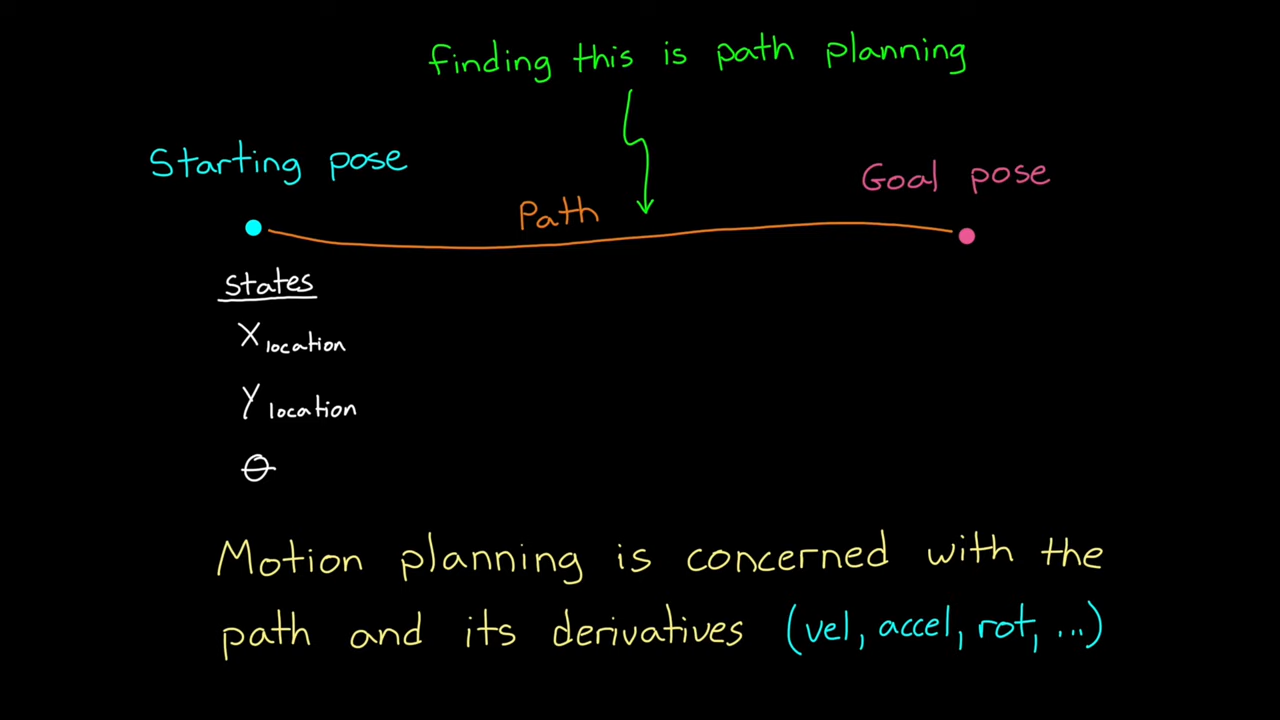 finding this is path planning
Starting pose
Goal pose
Path
States
X location
y location
θ
Motion planning is concerned with the
path and its derivatives (vel, accel, rot, ...)